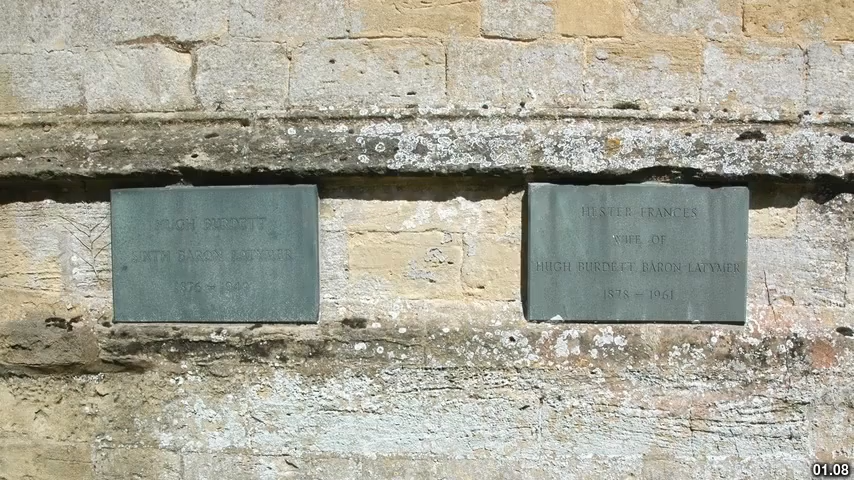 HUGH BURDETT
SIXTH BARON LATYMER
1876 – 1949
HESTER FRANCES
WIFE OF
HUGH BURDETT BARON LATYMER
1878 – 1961
01.08